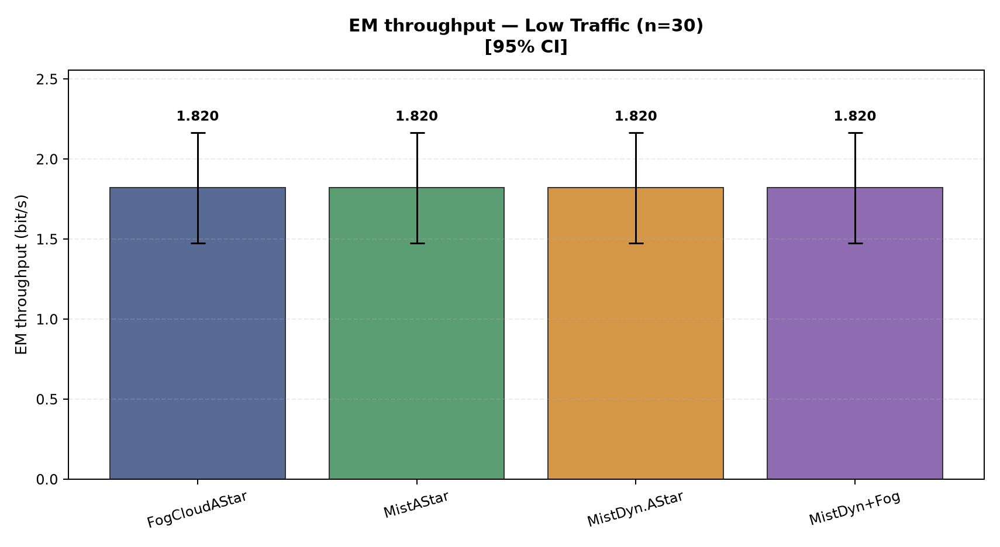 EM throughput — Low Traffic (n=30)
[95% CI]
EM throughput (bit/s)
2.5
2.0
1.5
1.0
0.5
0.0
1.820
1.820
1.820
1.820
FogCloudAStar
MistAStar
MistDyn.AStar
MistDyn+Fog